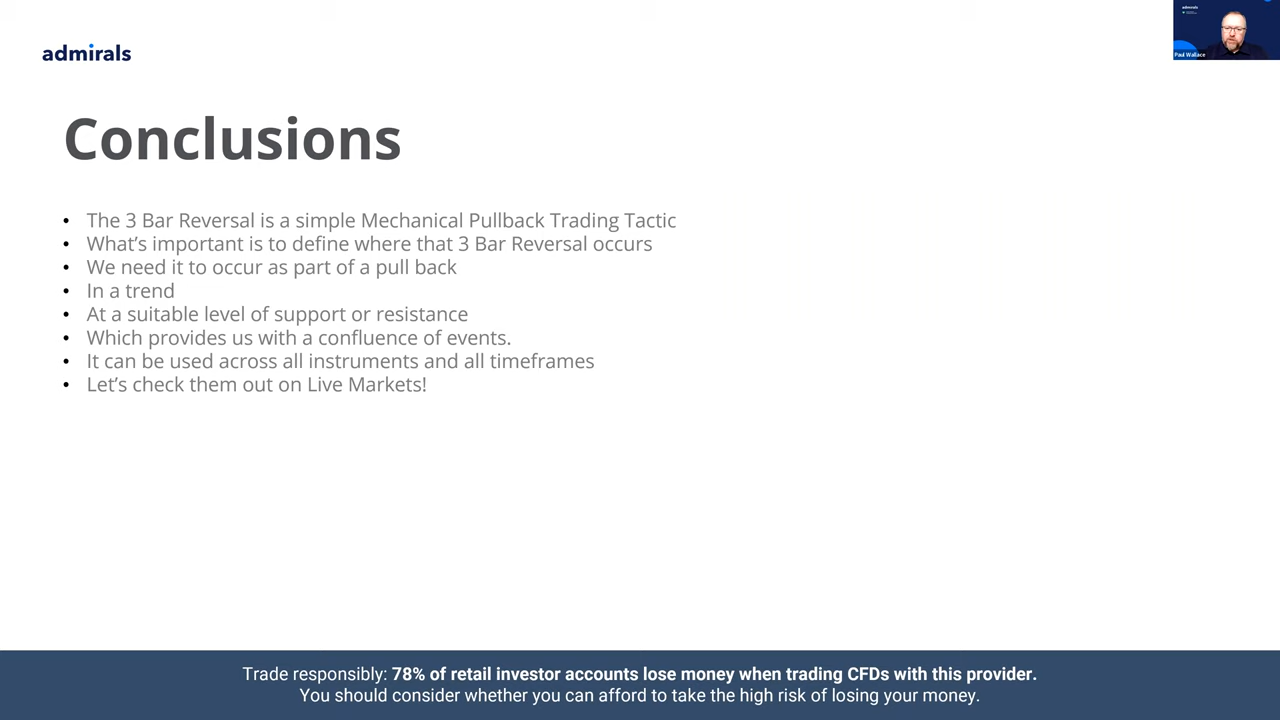 admirals
admirals
Paul Wallace
Conclusions
• The 3 Bar Reversal is a simple Mechanical Pullback Trading Tactic
• What’s important is to define where that 3 Bar Reversal occurs
• We need it to occur as part of a pull back
• In a trend
• At a suitable level of support or resistance
• Which provides us with a confluence of events.
• It can be used across all instruments and all timeframes
• Let’s check them out on Live Markets!
Trade responsibly: 78% of retail investor accounts lose money when trading CFDs with this provider.
You should consider whether you can afford to take the high risk of losing your money.